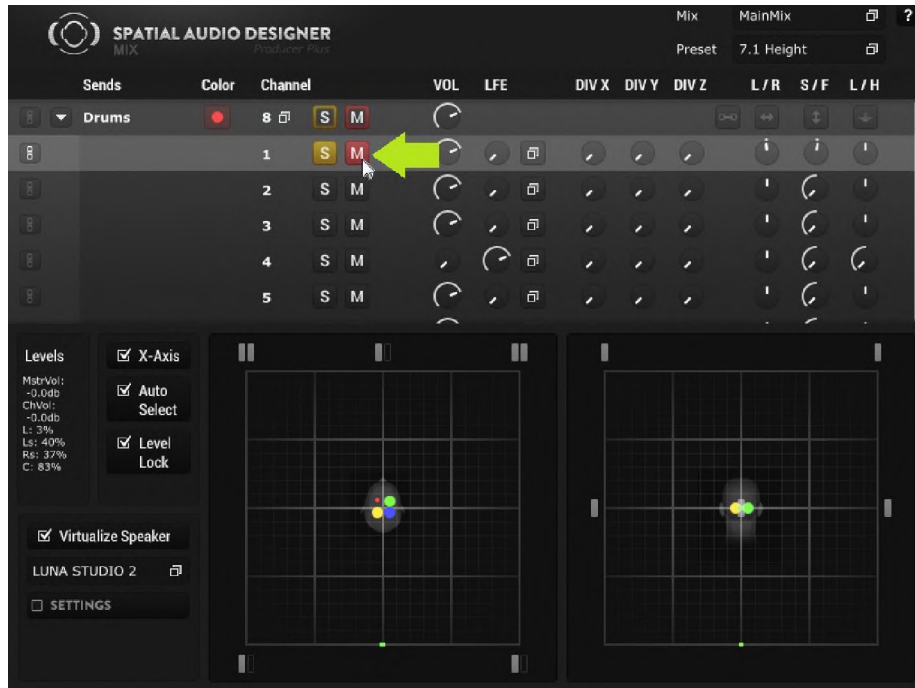 Mix MainMix ?
SPATIAL AUDIO DESIGNER
MIX Producer Plus
Preset 7.1 Height
Sends Color Channel VOL LFE DIV X DIV Y DIV Z L / R S / F L / H
Drums 8 S M
1 S M
2 S M
3 S M
4 S M
5 S M
Levels
MstrVol:
-0.0db
ChVol:
-0.0db
L: 3%
Ls: 40%
Rs: 37%
C: 83%
X-Axis
Auto
Select
Level
Lock
Virtualize Speaker
LUNA STUDIO 2
SETTINGS